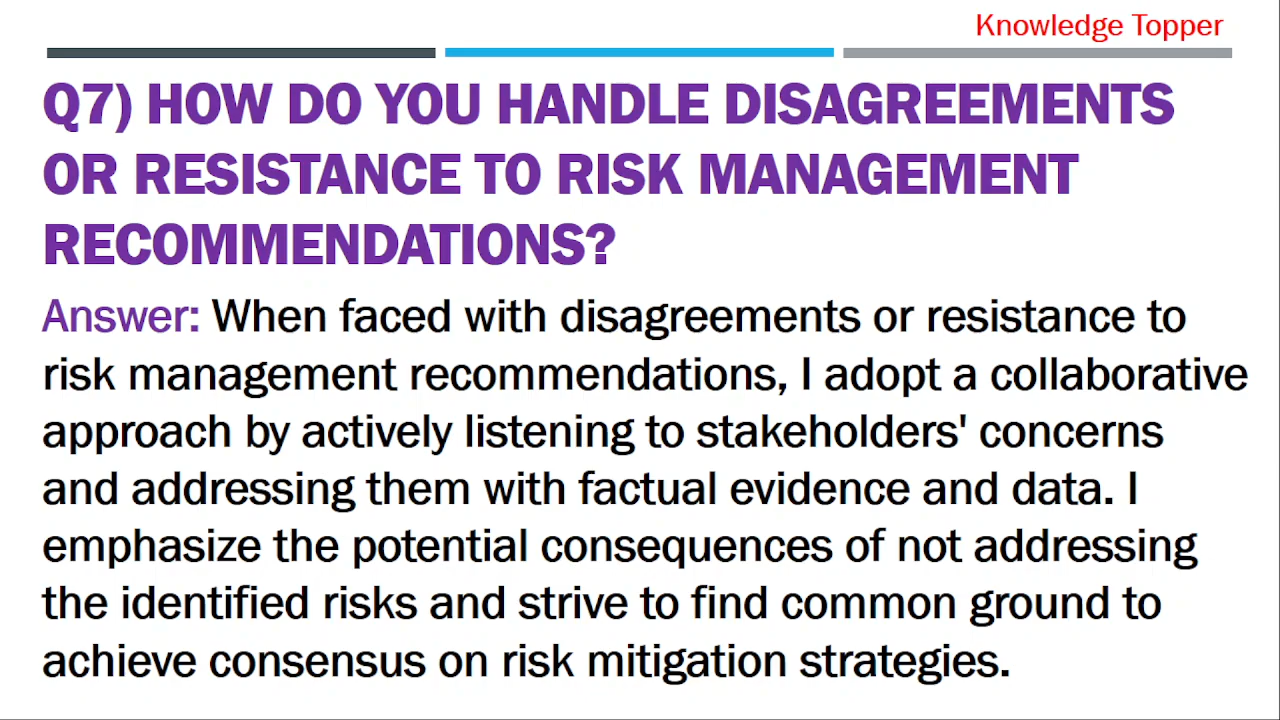 Knowledge Topper
Q7) HOW DO YOU HANDLE DISAGREEMENTS
OR RESISTANCE TO RISK MANAGEMENT
RECOMMENDATIONS?
Answer: When faced with disagreements or resistance to
risk management recommendations, I adopt a collaborative
approach by actively listening to stakeholders' concerns
and addressing them with factual evidence and data. I
emphasize the potential consequences of not addressing
the identified risks and strive to find common ground to
achieve consensus on risk mitigation strategies.